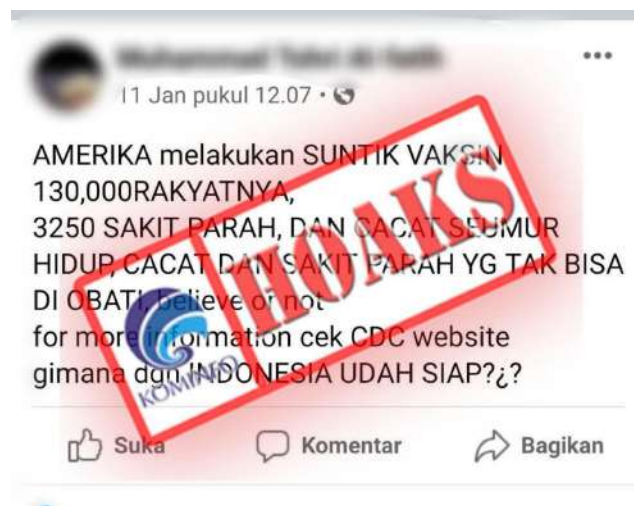 11 Jan pukul 12.07 •
AMERIKA melakukan SUNTIK VAKSIN
130,000RAKYATNYA,
3250 SAKIT PARAH, DAN CACAT SEUMUR
HIDUP, CACAT DAN SAKIT PARAH YG TAK BISA
DI OBATI, believe or not
for more information cek CDC website
gimana dgn INDONESIA UDAH SIAP?¿?
KOMINFO
HOAKS
Suka
Komentar
Bagikan